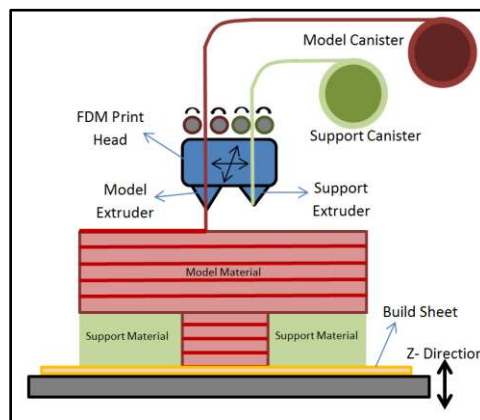 Model Canister
FDM Print
Head
Support Canister
Model
Extruder
Support
Extruder
Model Material
Build Sheet
Support Material
Support Material
Z- Direction